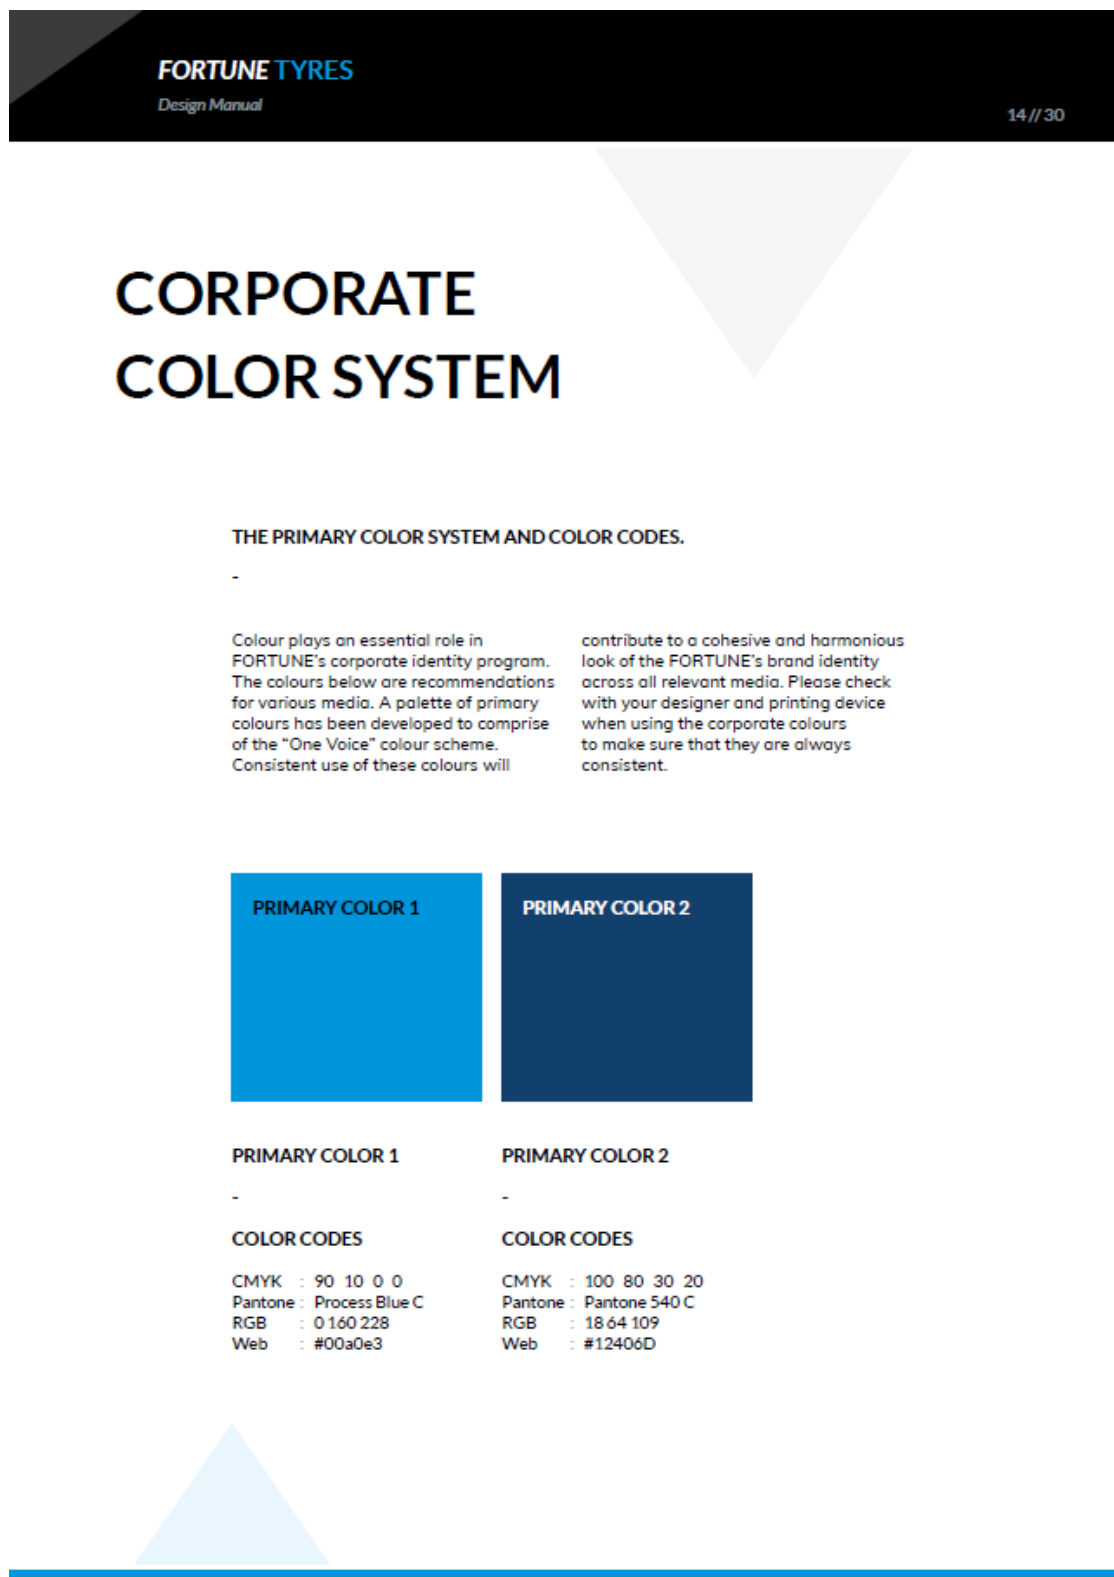 FORTUNE TYRES
Design Manual
14 // 30
CORPORATE
COLOR SYSTEM
THE PRIMARY COLOR SYSTEM AND COLOR CODES.
-
Colour plays an essential role in
FORTUNE's corporate identity program.
The colours below are recommendations
for various media. A palette of primary
colours has been developed to comprise
of the “One Voice” colour scheme.
Consistent use of these colours will
contribute to a cohesive and harmonious
look of the FORTUNE's brand identity
across all relevant media. Please check
with your designer and printing device
when using the corporate colours
to make sure that they are always
consistent.
PRIMARY COLOR 1
PRIMARY COLOR 2
PRIMARY COLOR 1
-
COLOR CODES
CMYK : 90 10 0 0
Pantone : Process Blue C
RGB : 0 160 228
Web : #00a0e3
PRIMARY COLOR 2
-
COLOR CODES
CMYK : 100 80 30 20
Pantone : Pantone 540 C
RGB : 18 64 109
Web : #12406D